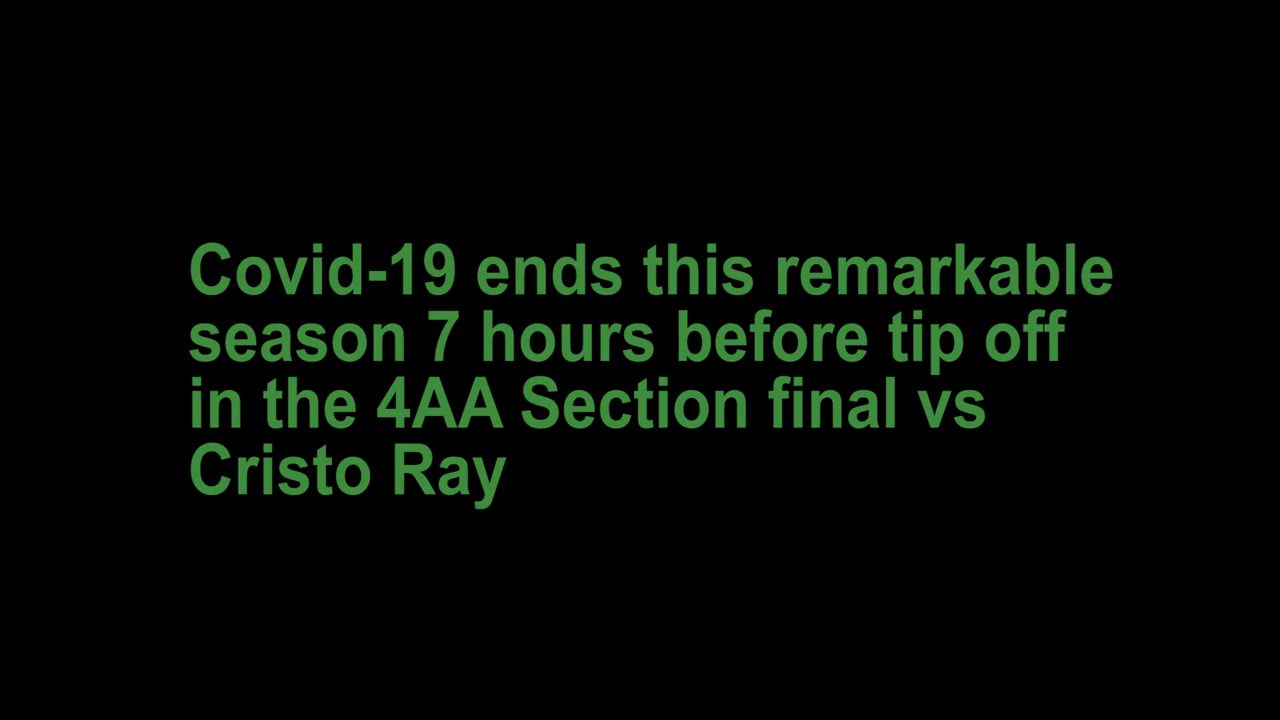 Covid-19 ends this remarkable
season 7 hours before tip off
in the 4AA Section final vs
Cristo Ray